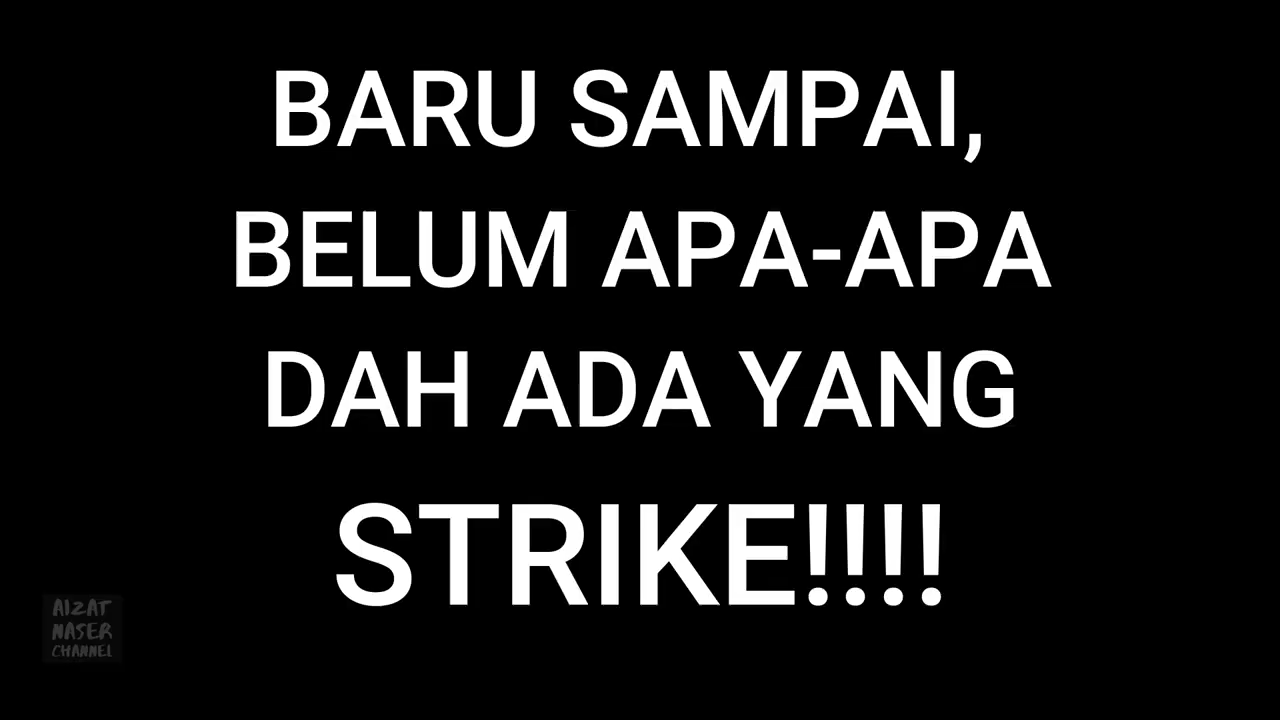 BARU SAMPAI,
BELUM APA-APA
DAH ADA YANG
STRIKE!!!!
AIZAT
NASER
CHANNEL